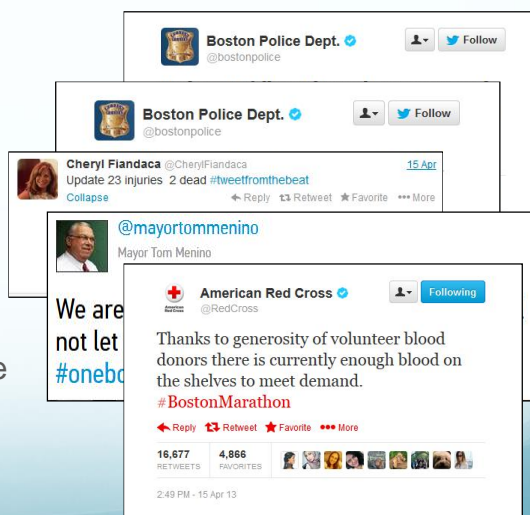 Boston Police Dept.
@bostonpolice
Follow
Boston Police Dept.
@bostonpolice
Follow
Cheryl Fiandaca @CherylFiandaca 15 Apr
Update 23 injuries 2 dead #tweetfromthebeat
Collapse Reply Retweet Favorite More
@mayortommenino
Mayor Tom Menino
We are
not let
#onebo
e
American Red Cross
@RedCross
Following
Thanks to generosity of volunteer blood
donors there is currently enough blood on
the shelves to meet demand.
#BostonMarathon
Reply Retweet Favorite More
16,677 4,866
RETWEETS FAVORITES
2:49 PM - 15 Apr 13